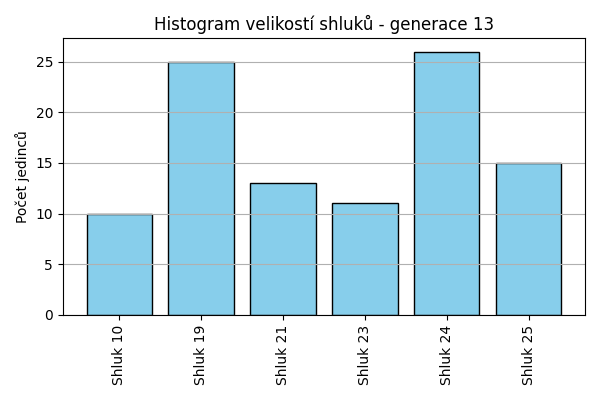 Histogram velikostí shluků - generace 13
Počet jedinců
25
20
15
10
5
0
Shluk 10
Shluk 19
Shluk 21
Shluk 23
Shluk 24
Shluk 25